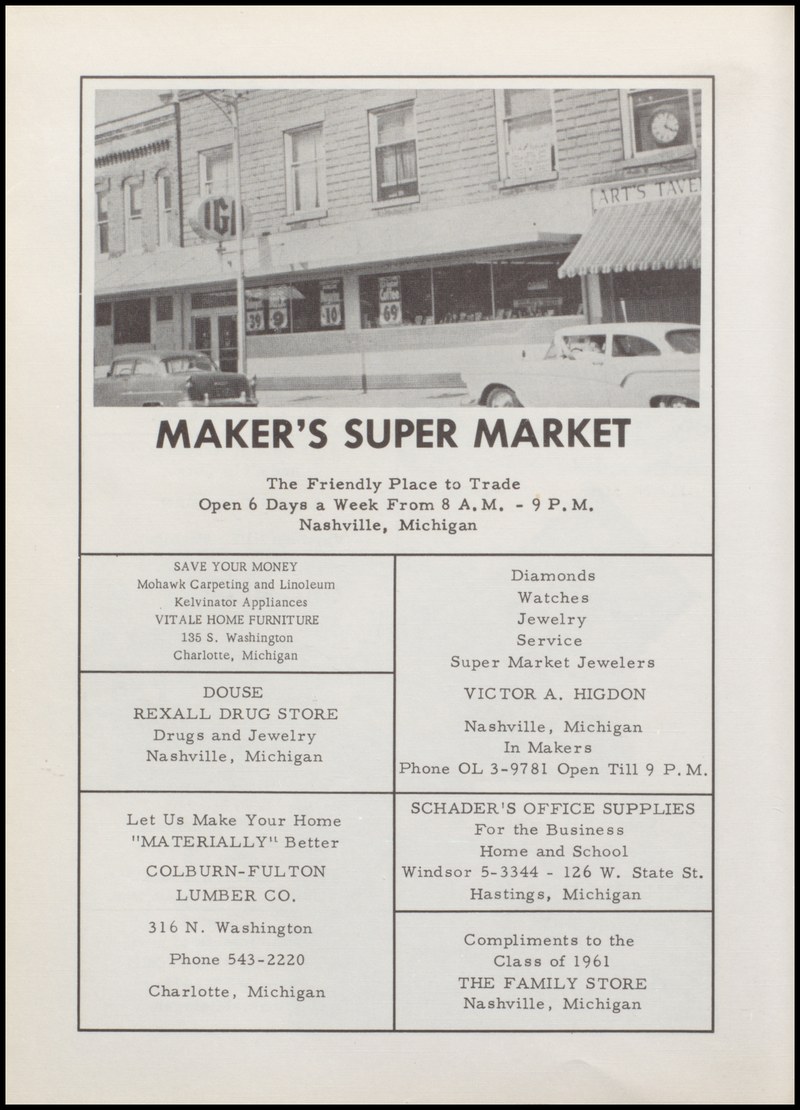 IGA
ART'S TAVE
39
9
10
69
MAKER'S SUPER MARKET
The Friendly Place to Trade
Open 6 Days a Week From 8 A.M. - 9 P.M.
Nashville, Michigan
SAVE YOUR MONEY
Mohawk Carpeting and Linoleum
Kelvinator Appliances
VITALE HOME FURNITURE
135 S. Washington
Charlotte, Michigan
DOUSE
REXALL DRUG STORE
Drugs and Jewelry
Nashville, Michigan
Let Us Make Your Home
"MATERIALLY" Better
COLBURN-FULTON
LUMBER CO.
316 N. Washington
Phone 543-2220
Charlotte, Michigan
Diamonds
Watches
Jewelry
Service
Super Market Jewelers
VICTOR A. HIGDON
Nashville, Michigan
In Makers
Phone OL 3-9781 Open Till 9 P.M.
SCHADER'S OFFICE SUPPLIES
For the Business
Home and School
Windsor 5-3344 - 126 W. State St.
Hastings, Michigan
Compliments to the
Class of 1961
THE FAMILY STORE
Nashville, Michigan